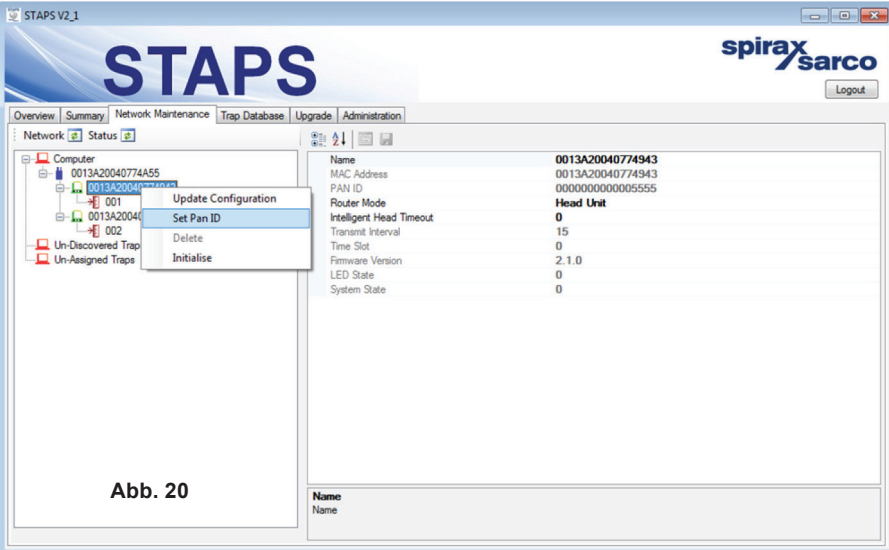 STAPS V2_1
STAPS
spirax
sarco
Logout
Overview Summary Network Maintenance Trap Database Upgrade Administration
Network Status
Computer
0013A20040774A55
0013A20040774943
001
0013A2004
002
Un-Discovered Trap
Un-Assigned Traps
Update Configuration
Set Pan ID
Delete
Initialise
Name 0013A20040774943
MAC Address 0013A20040774943
PAN ID 0000000000005555
Router Mode Head Unit
Intelligent Head Timeout 0
Transmit Interval 15
Time Slot 0
Firmware Version 2.1.0
LED State 0
System State 0
Abb. 20
Name
Name